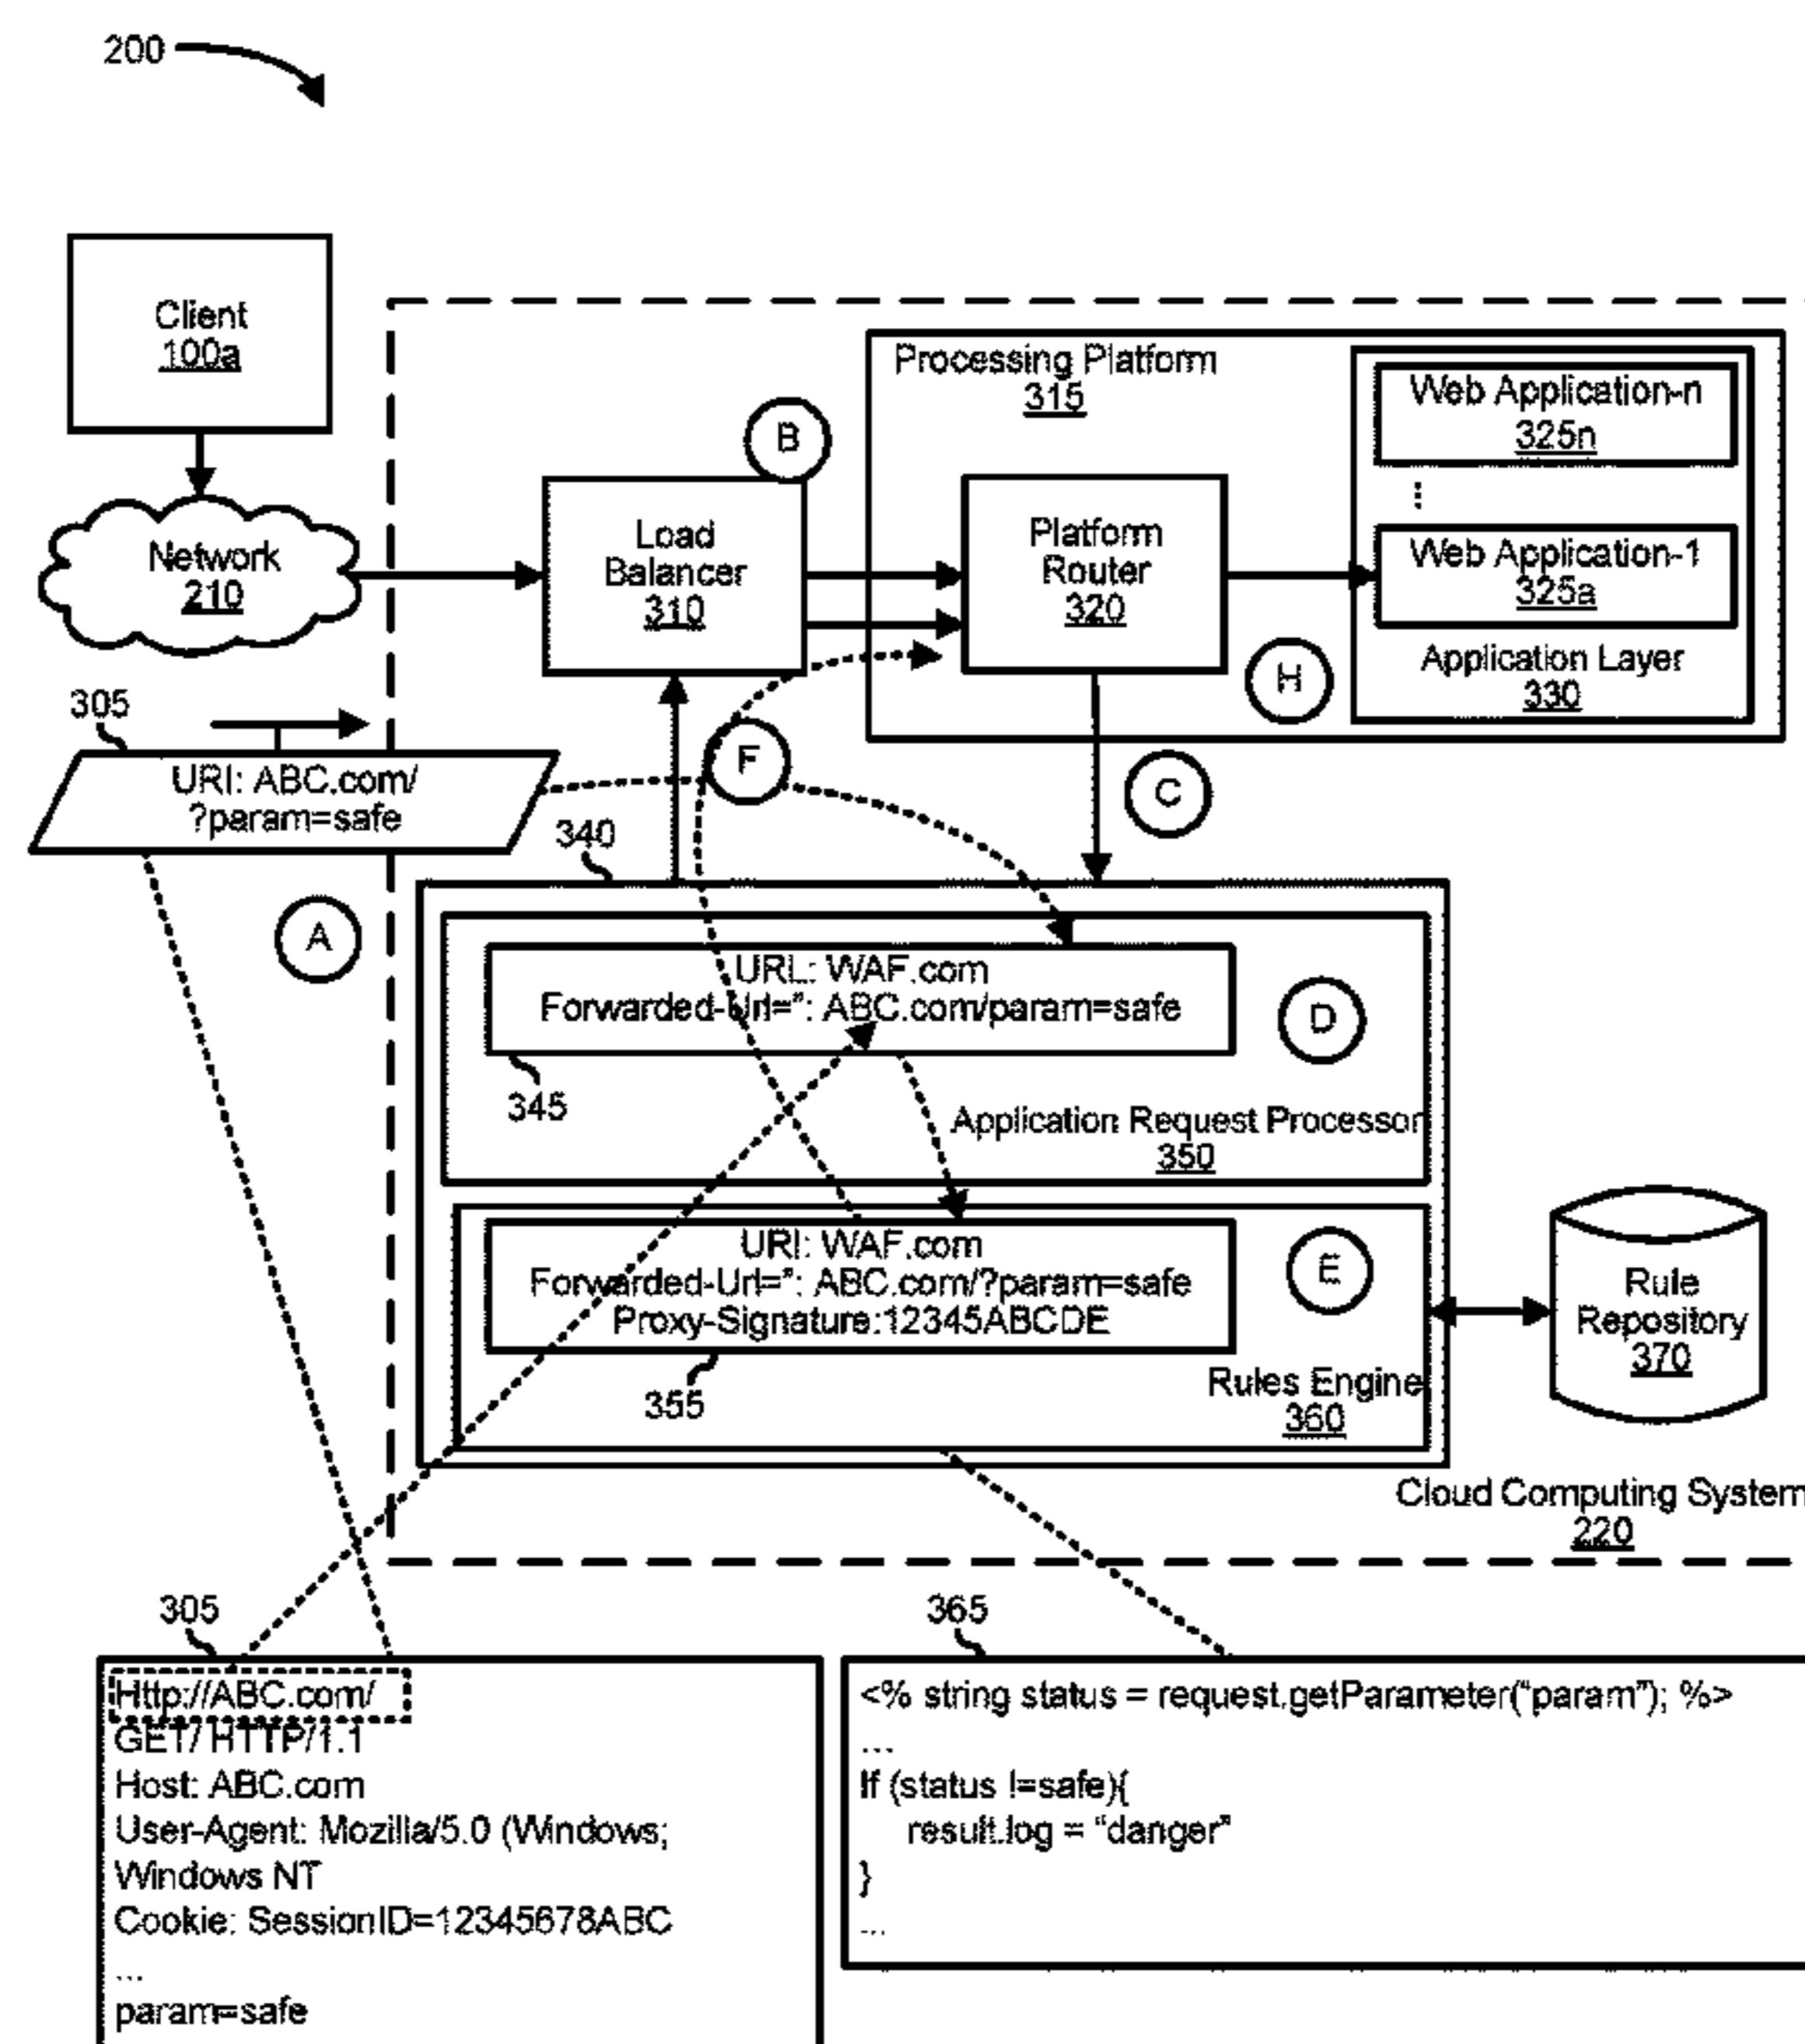 200
Client
100a
Network
210
Load
Balancer
310
B
Processing Platform
315
Platform
Router
320
Web Application-n
325n
⋮
Web Application-1
325a
Application Layer
330
H
305
URI: ABC.com/
?param=safe
F
C
340
A
URL: WAF.com
Forwarded-Url=”: ABC.com/param=safe
D
345
Application Request Processor
350
URI: WAF.com
Forwarded-Url=”: ABC.com/?param=safe
Proxy-Signature:12345ABCDE
E
355
Rules Engine
360
Rule
Repository
370
Cloud Computing System
220
305
Http://ABC.com/
GET/ HTTP/1.1
Host: ABC.com
User-Agent: Mozilla/5.0 (Windows;
Windows NT
Cookie: SessionID=12345678ABC
...
param=safe
365
<% string status = request.getParameter(“param”); %>
...
If (status !=safe){
result.log = “danger”
}
...